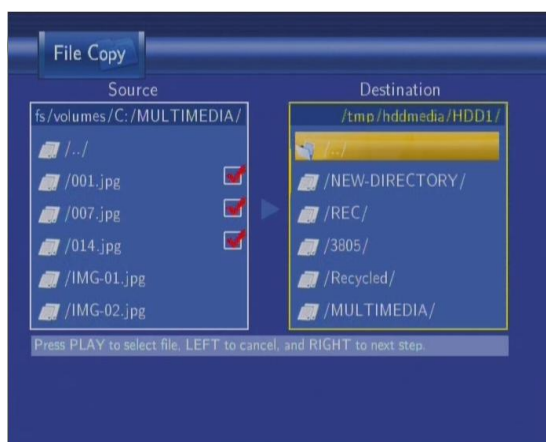 File Copy
Source
fs/volumes/C:/MULTIMEDIA/
/../
/001.jpg
/007.jpg
/014.jpg
/IMG-01.jpg
/IMG-02.jpg
Destination
/tmp/hddmedia/HDD1/
/../
/NEW-DIRECTORY/
/REC/
/3805/
/Recycled/
/MULTIMEDIA/
Press PLAY to select file, LEFT to cancel, and RIGHT to next step.